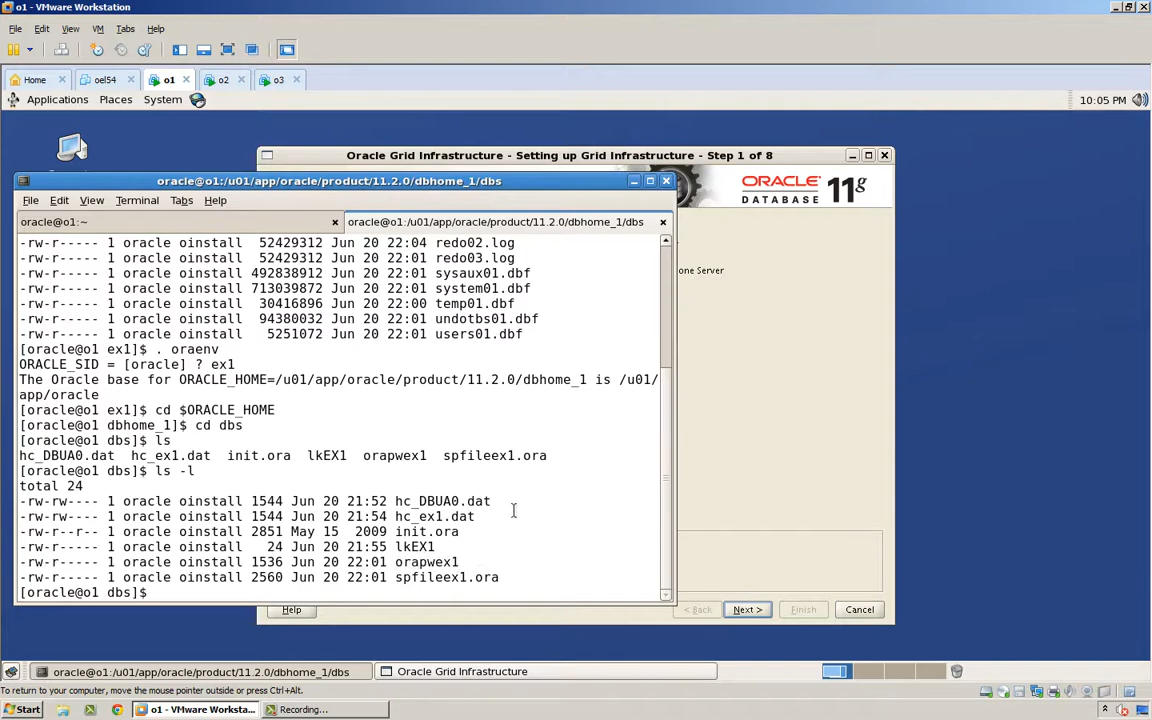 o1 - VMware Workstation
File Edit View VM Tabs Help
Home oel54 o1 o2 o3
Applications Places System 10:05 PM
Oracle Grid Infrastructure - Setting up Grid Infrastructure - Step 1 of 8
ORACLE 11g
DATABASE
oracle@o1:/u01/app/oracle/product/11.2.0/dbhome_1/dbs
File Edit View Terminal Tabs Help
oracle@o1:~ oracle@o1:/u01/app/oracle/product/11.2.0/dbhome_1/dbs
-rw-r----- 1 oracle oinstall 52429312 Jun 20 22:04 redo02.log
-rw-r----- 1 oracle oinstall 52429312 Jun 20 22:01 redo03.log
-rw-r----- 1 oracle oinstall 492838912 Jun 20 22:01 sysaux01.dbf
-rw-r----- 1 oracle oinstall 713039872 Jun 20 22:01 system01.dbf
-rw-r----- 1 oracle oinstall 30416896 Jun 20 22:00 temp01.dbf
-rw-r----- 1 oracle oinstall 94380032 Jun 20 22:01 undotbs01.dbf
-rw-r----- 1 oracle oinstall 5251072 Jun 20 22:01 users01.dbf
[oracle@o1 ex1]$ . oraenv
ORACLE_SID = [oracle] ? ex1
The Oracle base for ORACLE_HOME=/u01/app/oracle/product/11.2.0/dbhome_1 is /u01/
app/oracle
[oracle@o1 ex1]$ cd $ORACLE_HOME
[oracle@o1 dbhome_1]$ cd dbs
[oracle@o1 dbs]$ ls
hc_DBUA0.dat hc_ex1.dat init.ora lkEX1 orapwex1 spfileex1.ora
[oracle@o1 dbs]$ ls -l
total 24
-rw-rw---- 1 oracle oinstall 1544 Jun 20 21:52 hc_DBUA0.dat
-rw-rw---- 1 oracle oinstall 1544 Jun 20 21:54 hc_ex1.dat
-rw-r--r-- 1 oracle oinstall 2851 May 15 2009 init.ora
-rw-r----- 1 oracle oinstall 24 Jun 20 21:55 lkEX1
-rw-r----- 1 oracle oinstall 1536 Jun 20 22:01 orapwex1
-rw-r----- 1 oracle oinstall 2560 Jun 20 22:01 spfileex1.ora
[oracle@o1 dbs]$
one Server
Help < Back Next > Finish Cancel
oracle@o1:/u01/app/oracle/product/11.2.0/dbhome_1/dbs Oracle Grid Infrastructure
To return to your computer, move the mouse pointer outside or press Ctrl+Alt.
Start o1 - VMware Worksta... Recording... 10:05 PM